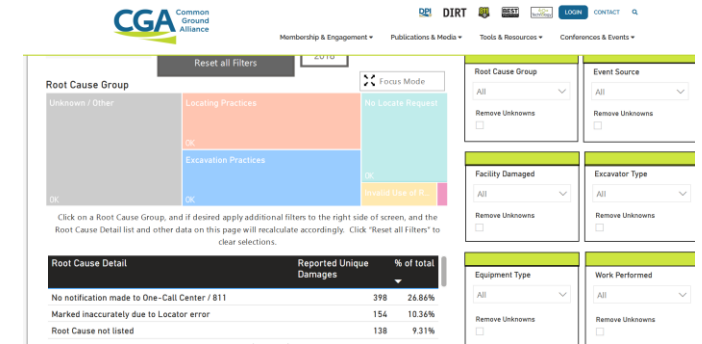 CGA Common
Ground
Alliance
DPI DIRT BEST LOGIN CONTACT
Membership & Engagement Publications & Media Tools & Resources Conferences & Events
Reset all Filters
Root Cause Group
Focus Mode
Unknown / Other
Locating Practices
No Locate Request
OK
Excavation Practices
OK
OK
OK
Click on a Root Cause Group, and if desired apply additional filters to the right side of screen, and the
Root Cause Detail list and other data on this page will recalculate accordingly. Click "Reset all Filters" to
clear selections.
Root Cause Detail Reported Unique Damages % of total
No notification made to One-Call Center / 811 398 26.86%
Marked inaccurately due to Locator error 154 10.36%
Root Cause not listed 138 9.31%
Root Cause Group
All
Remove Unknowns
Event Source
All
Remove Unknowns
Facility Damaged
All
Remove Unknowns
Excavator Type
All
Remove Unknowns
Equipment Type
All
Remove Unknowns
Work Performed
All
Remove Unknowns